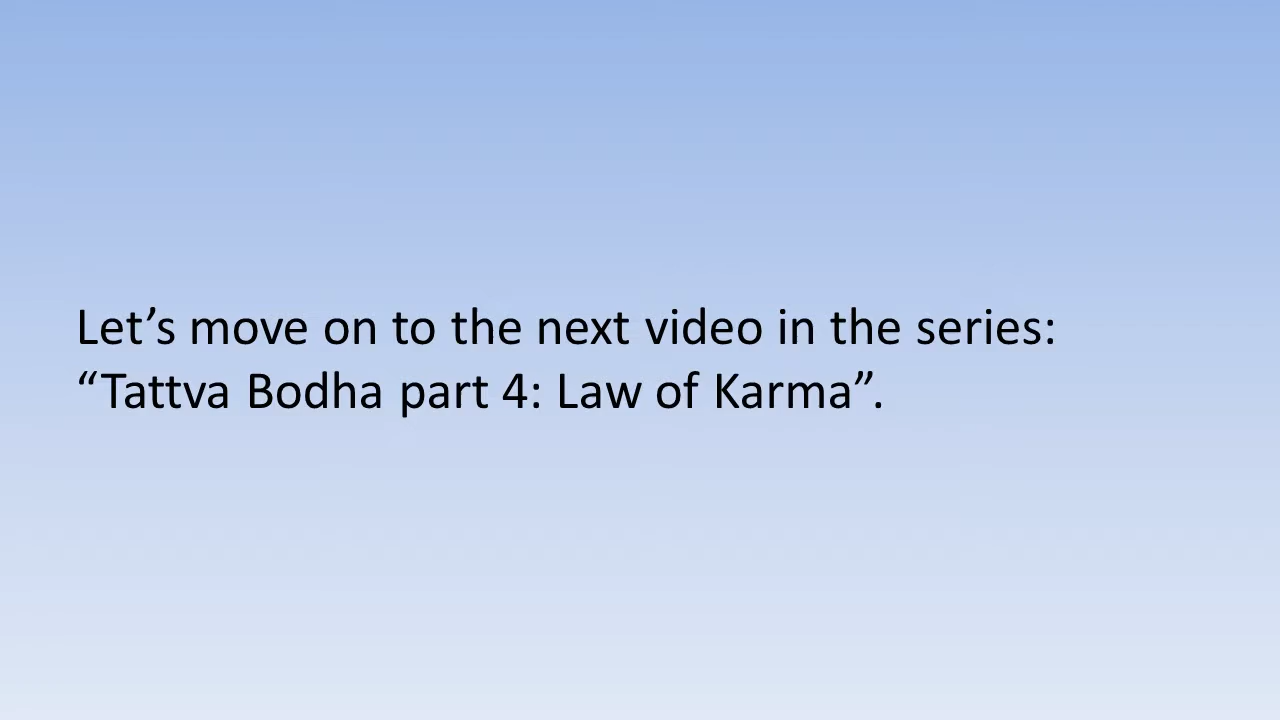 Let’s move on to the next video in the series:
“Tattva Bodha part 4: Law of Karma”.